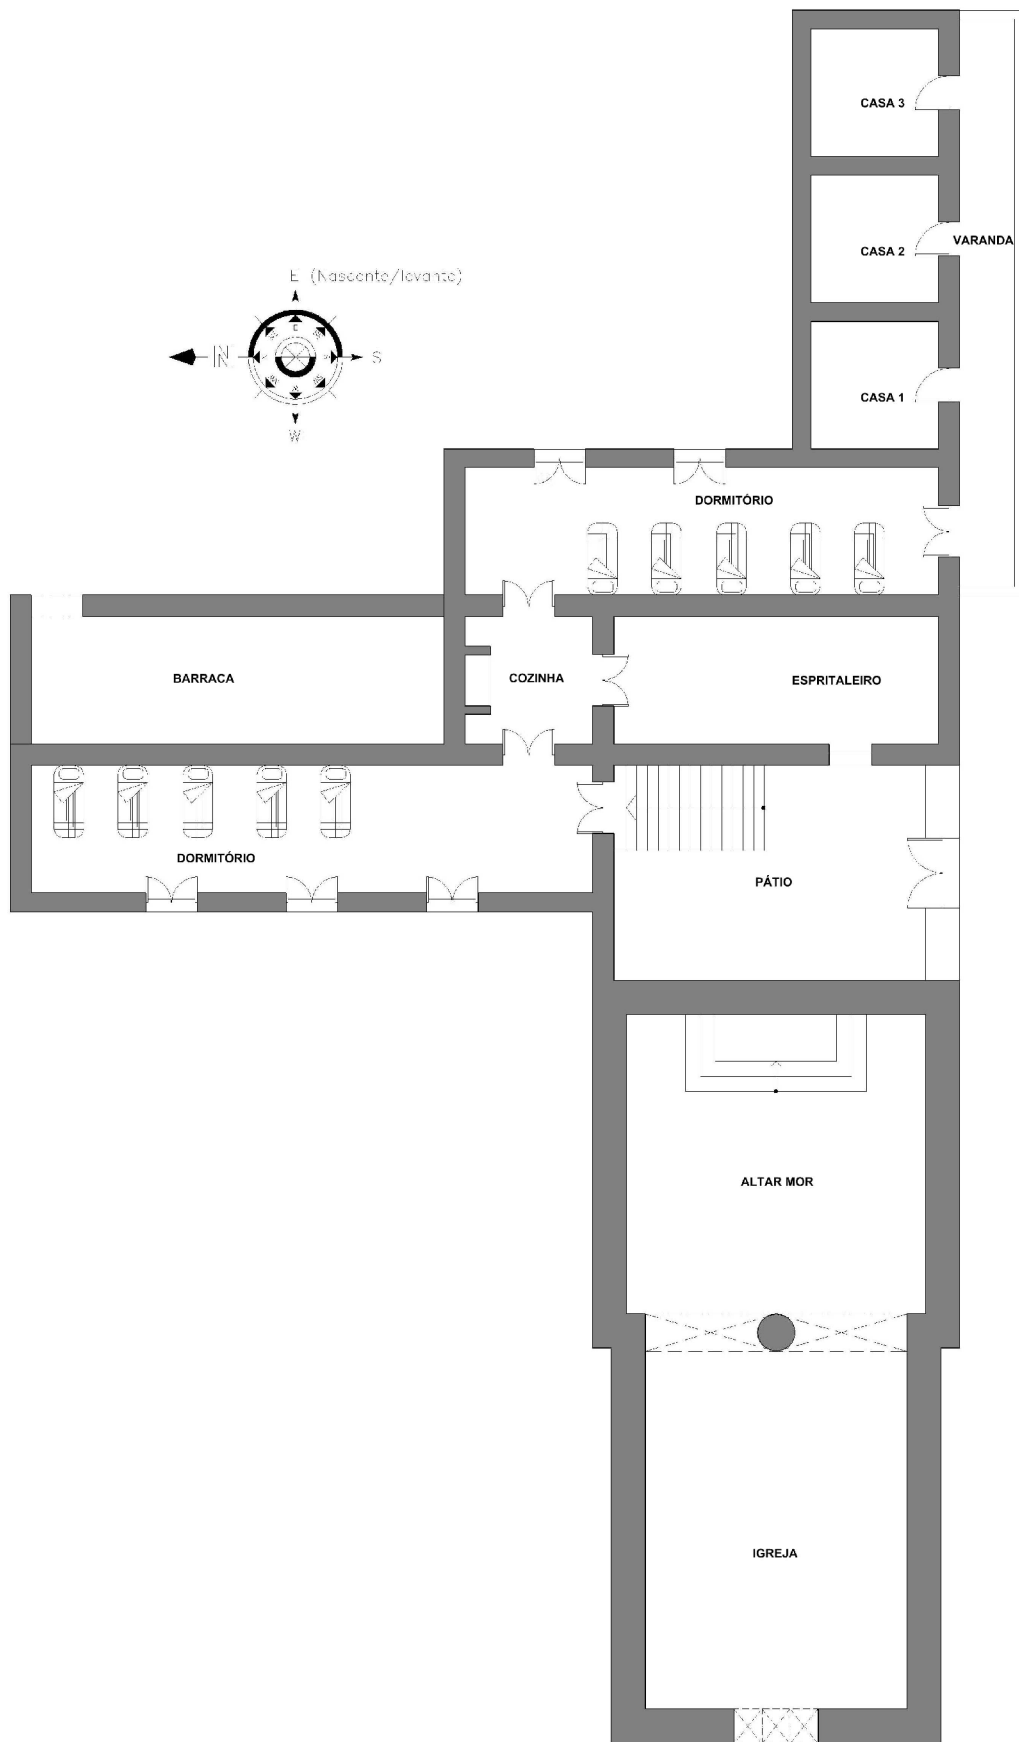 CASA 3
CASA 2
VARANDA
E (Nascente/levante)
N
E
S
W
CASA 1
DORMITÓRIO
BARRACA
COZINHA
ESPRITALEIRO
DORMITÓRIO
PÁTIO
ALTAR MOR
IGREJA